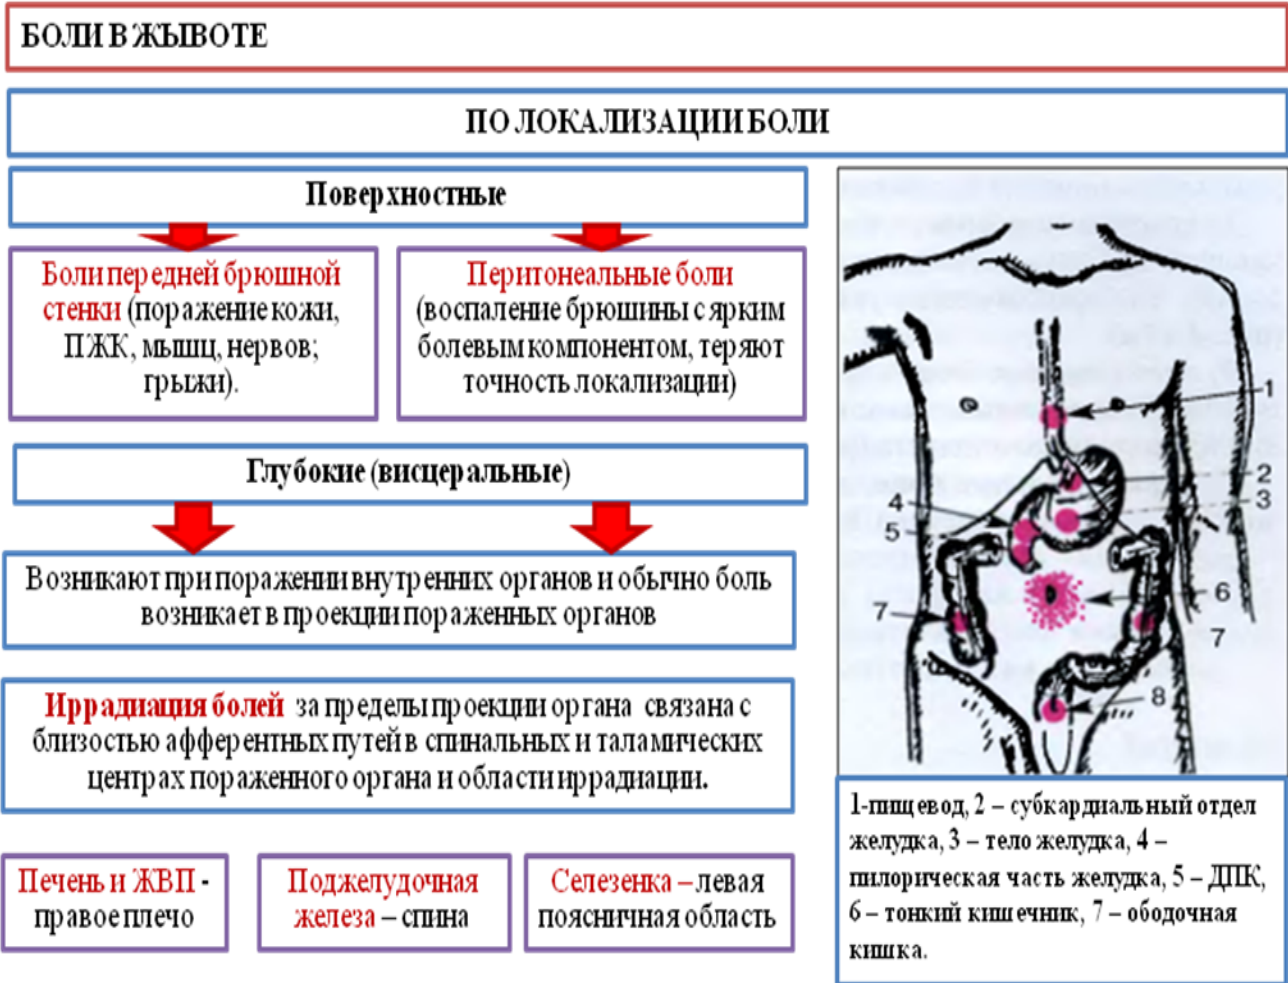 БОЛИ В ЖЫВОТЕ
ПО ЛОКАЛИЗАЦИИ БОЛИ
Поверхностные
Боли передней брюшной
стенки (поражение кожи,
ПЖК, мышц, нервов;
грыжи).
Перитонеальные боли
(воспаление брюшины с ярким
болевым компонентом, теряют
точность локализации)
Глубокие (висцеральные)
Возникают при поражении внутренних органов и обычно боль
возникает в проекции пораженных органов
Иррадиация болей за пределы проекции органа связана с
близостью афферентных путей в спинальных и таламических
центрах пораженного органа и области иррадиации.
Печень и ЖВП -
правое плечо
Поджелудочная
железа – спина
Селезенка – левая
поясничная область
1
2
3
4
5
6
7
7
8
1-пищевод, 2 – субкардиальный отдел
желудка, 3 – тело желудка, 4 –
пилорическая часть желудка, 5 – ДПК,
6 – тонкий кишечник, 7 – ободочная
кишка.